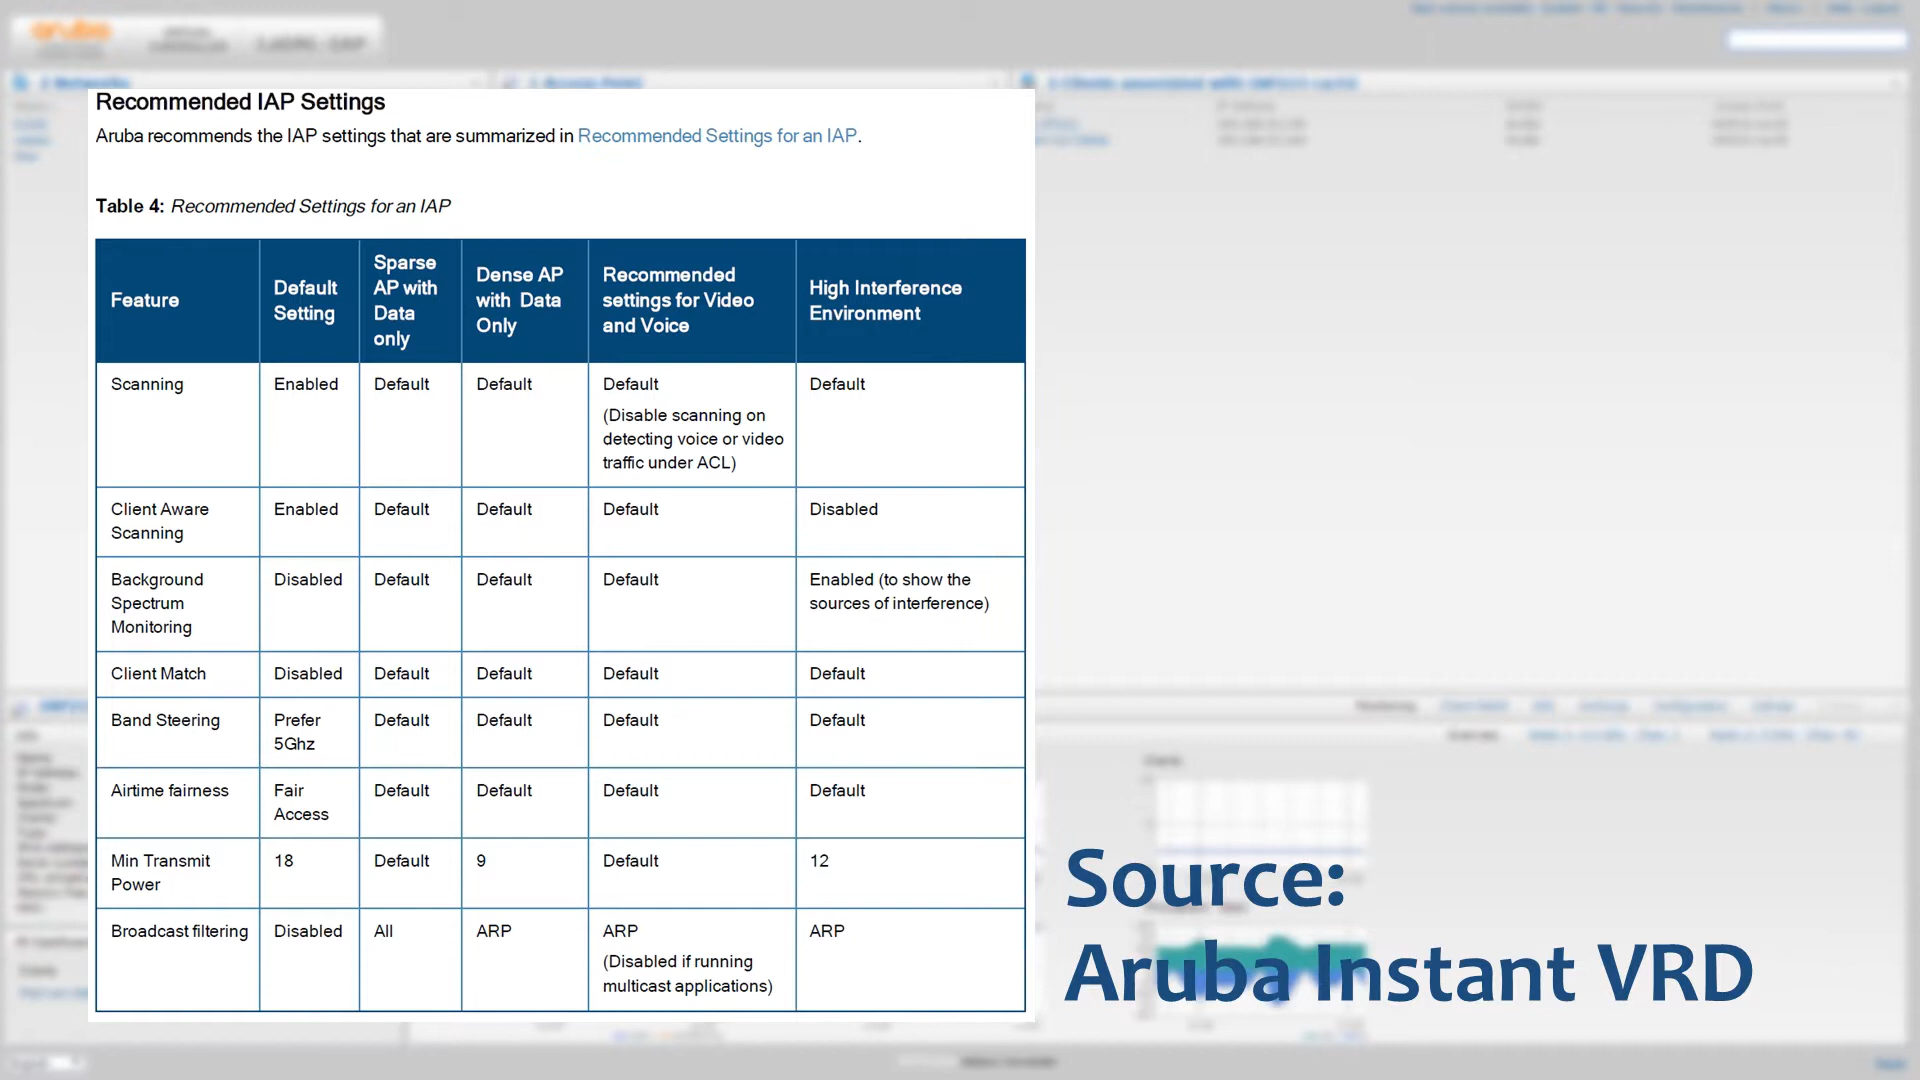 aruba
Recommended IAP Settings
Aruba recommends the IAP settings that are summarized in Recommended Settings for an IAP.
Table 4: Recommended Settings for an IAP
Feature
Default
Setting
Sparse
AP with
Data
only
Dense AP
with Data
Only
Recommended
settings for Video
and Voice
High Interference
Environment
Scanning
Enabled
Default
Default
Default
(Disable scanning on
detecting voice or video
traffic under ACL)
Default
Client Aware
Scanning
Enabled
Default
Default
Default
Disabled
Background
Spectrum
Monitoring
Disabled
Default
Default
Default
Enabled (to show the
sources of interference)
Client Match
Disabled
Default
Default
Default
Default
Band Steering
Prefer
5Ghz
Default
Default
Default
Default
Airtime fairness
Fair
Access
Default
Default
Default
Default
Min Transmit
Power
18
Default
9
Default
12
Broadcast filtering
Disabled
All
ARP
ARP
(Disabled if running
multicast applications)
ARP
Source:
Aruba Instant VRD